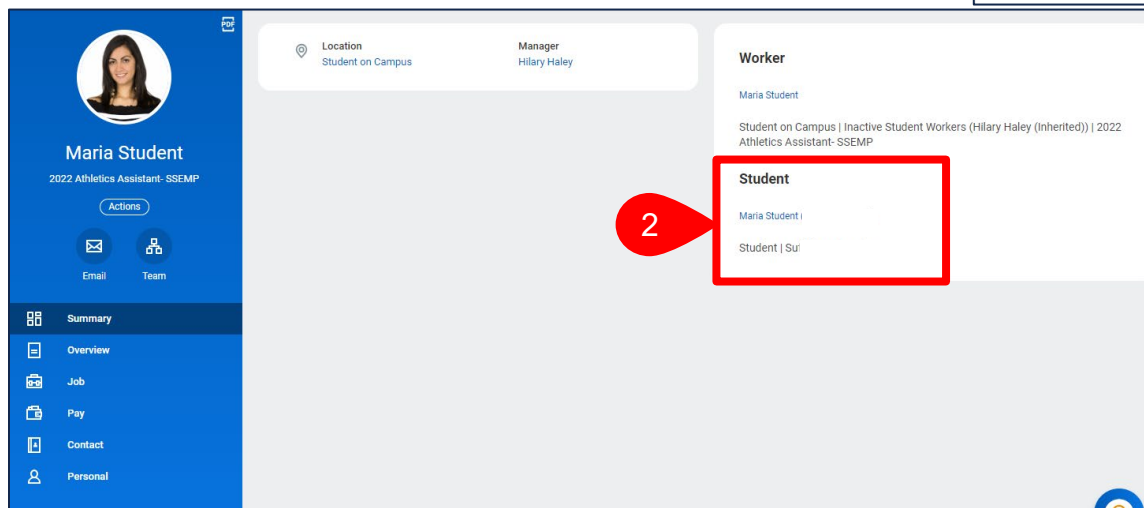 PDF
Maria Student
2022 Athletics Assistant- SSEMP
Actions
Email
Team
Summary
Overview
Job
Pay
Contact
Personal
Location
Student on Campus
Manager
Hilary Haley
Worker
Maria Student
Student on Campus | Inactive Student Workers (Hilary Haley (Inherited)) | 2022
Athletics Assistant- SSEMP
2
Student
Maria Student
Student |